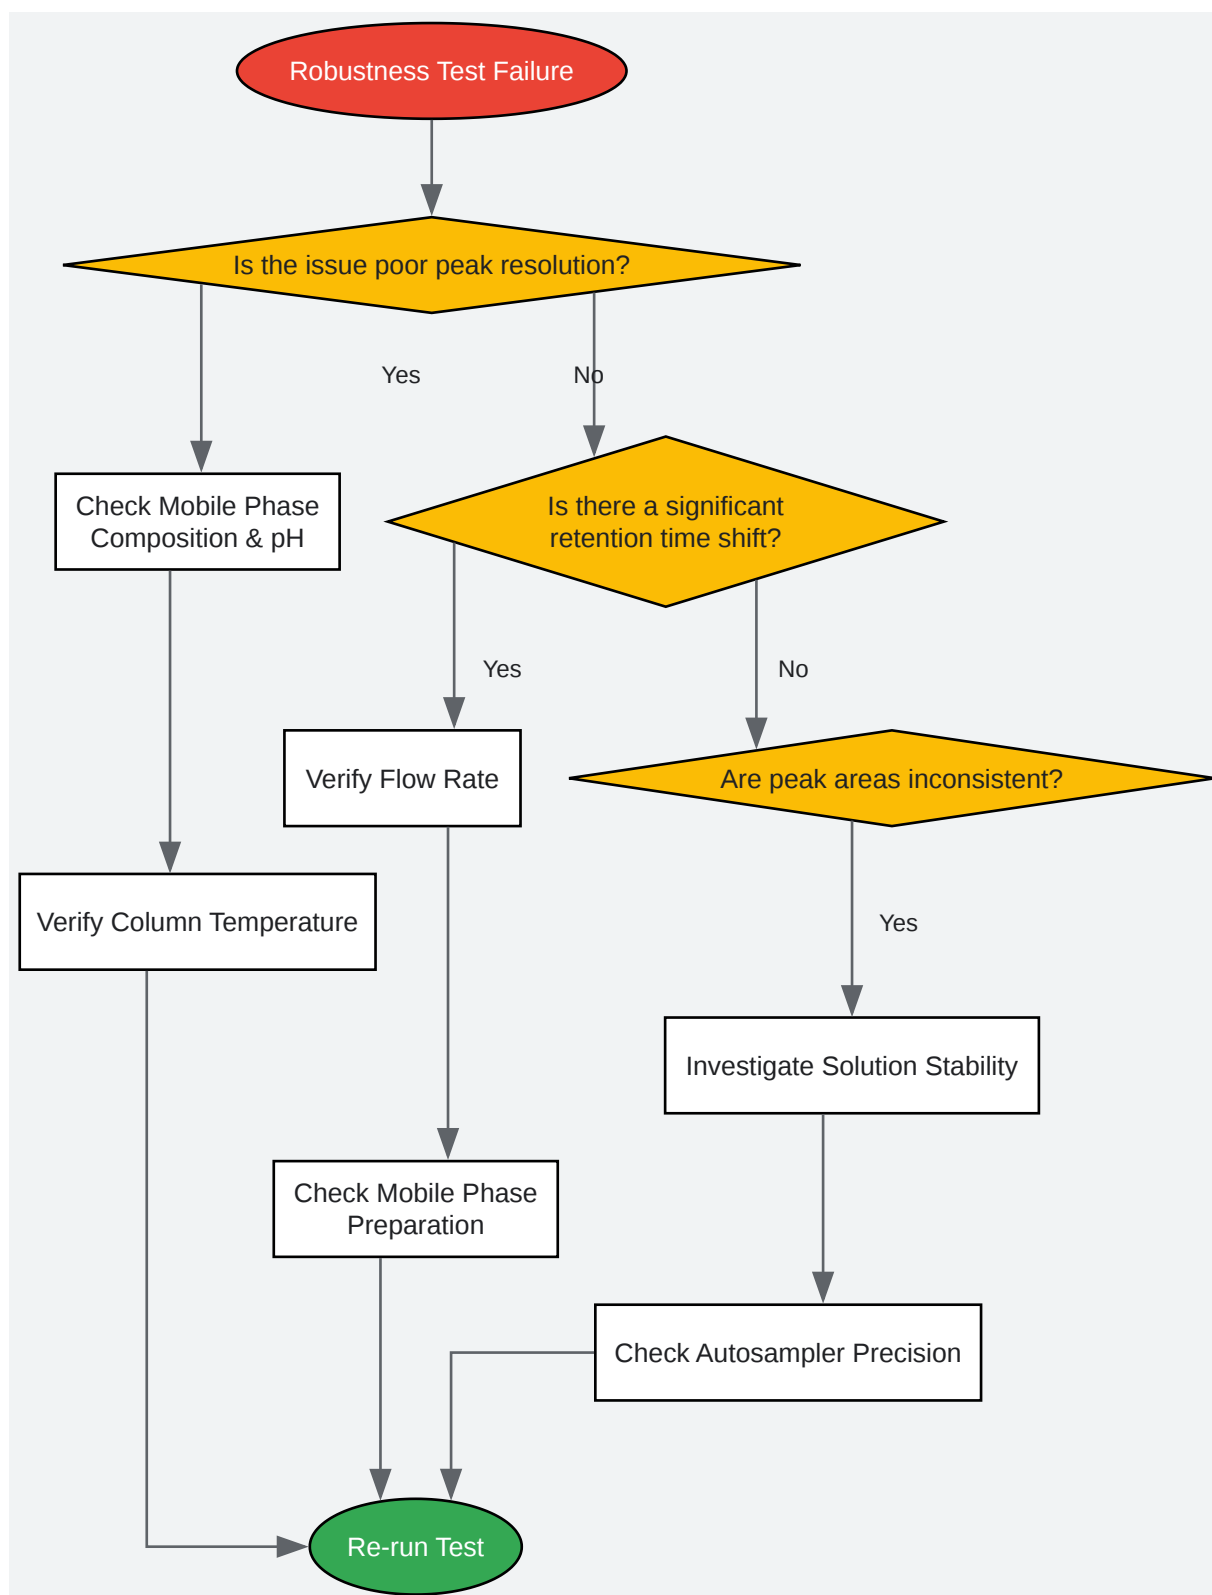 Robustness Test Failure
Is the issue poor peak resolution?
Yes
No
Check Mobile Phase
Composition & pH
Is there a significant
retention time shift?
Yes
No
Verify Flow Rate
Are peak areas inconsistent?
Verify Column Temperature
Yes
Investigate Solution Stability
Check Mobile Phase
Preparation
Check Autosampler Precision
Re-run Test